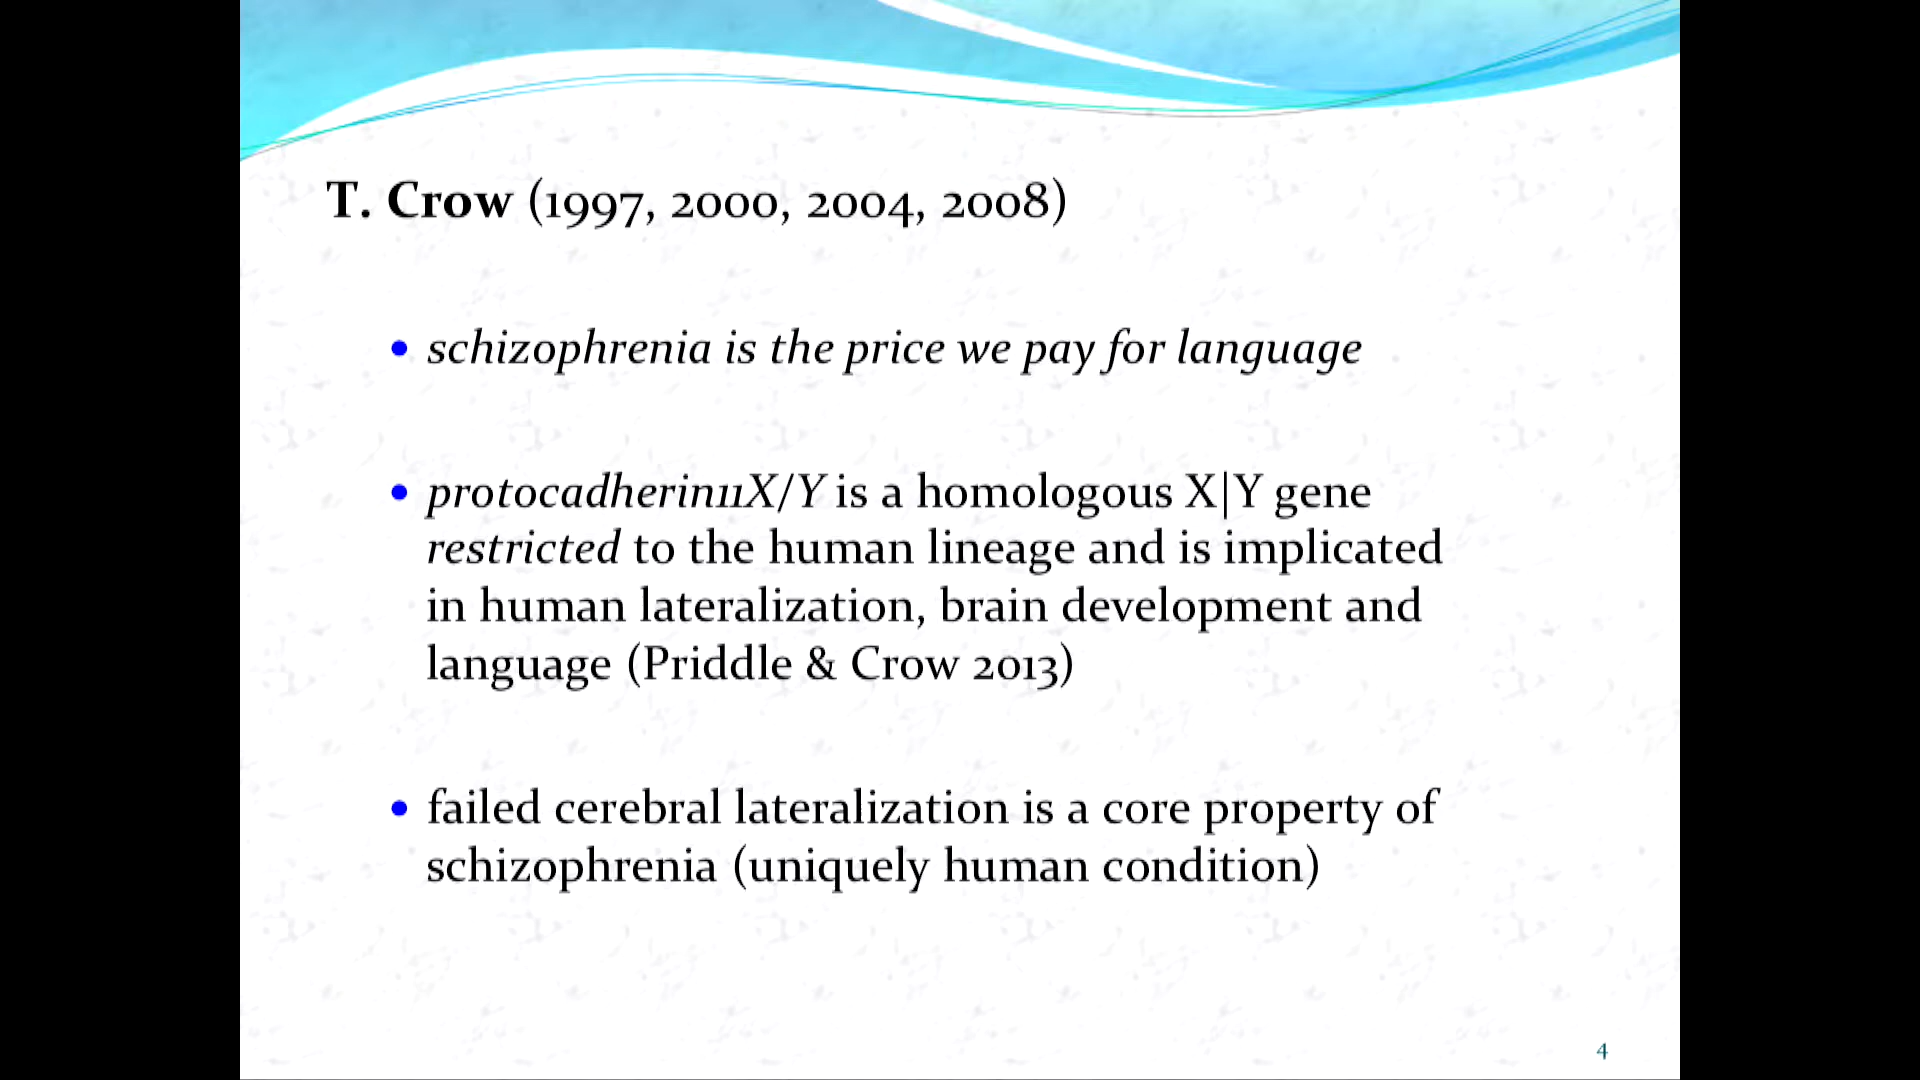 T. Crow (1997, 2000, 2004, 2008)
• schizophrenia is the price we pay for language
• protocadherin11X/Y is a homologous X|Y gene
restricted to the human lineage and is implicated
in human lateralization, brain development and
language (Priddle & Crow 2013)
• failed cerebral lateralization is a core property of
schizophrenia (uniquely human condition)
4